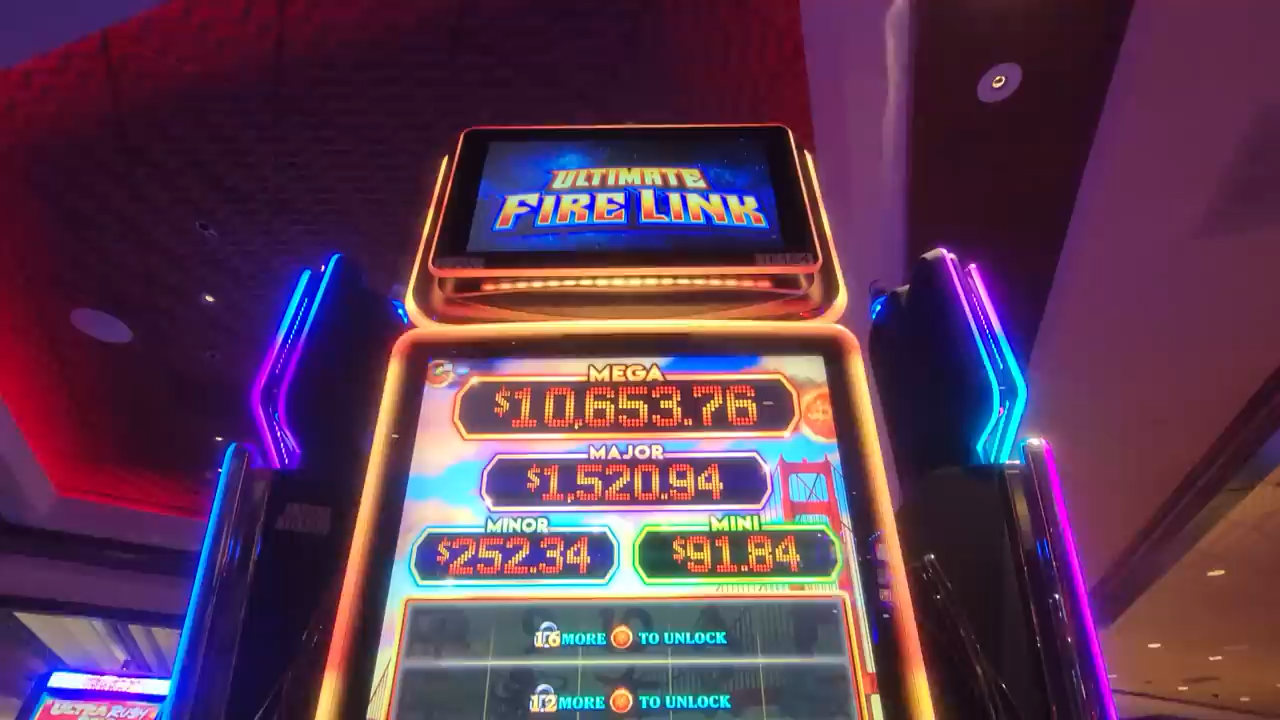 ULTIMATE
FIRE LINK
MEGA
$10,653.76
MAJOR
$1,520.94
MINOR
$252.34
MINI
$91.84
16 MORE TO UNLOCK
12 MORE TO UNLOCK
ULTRA RUSH